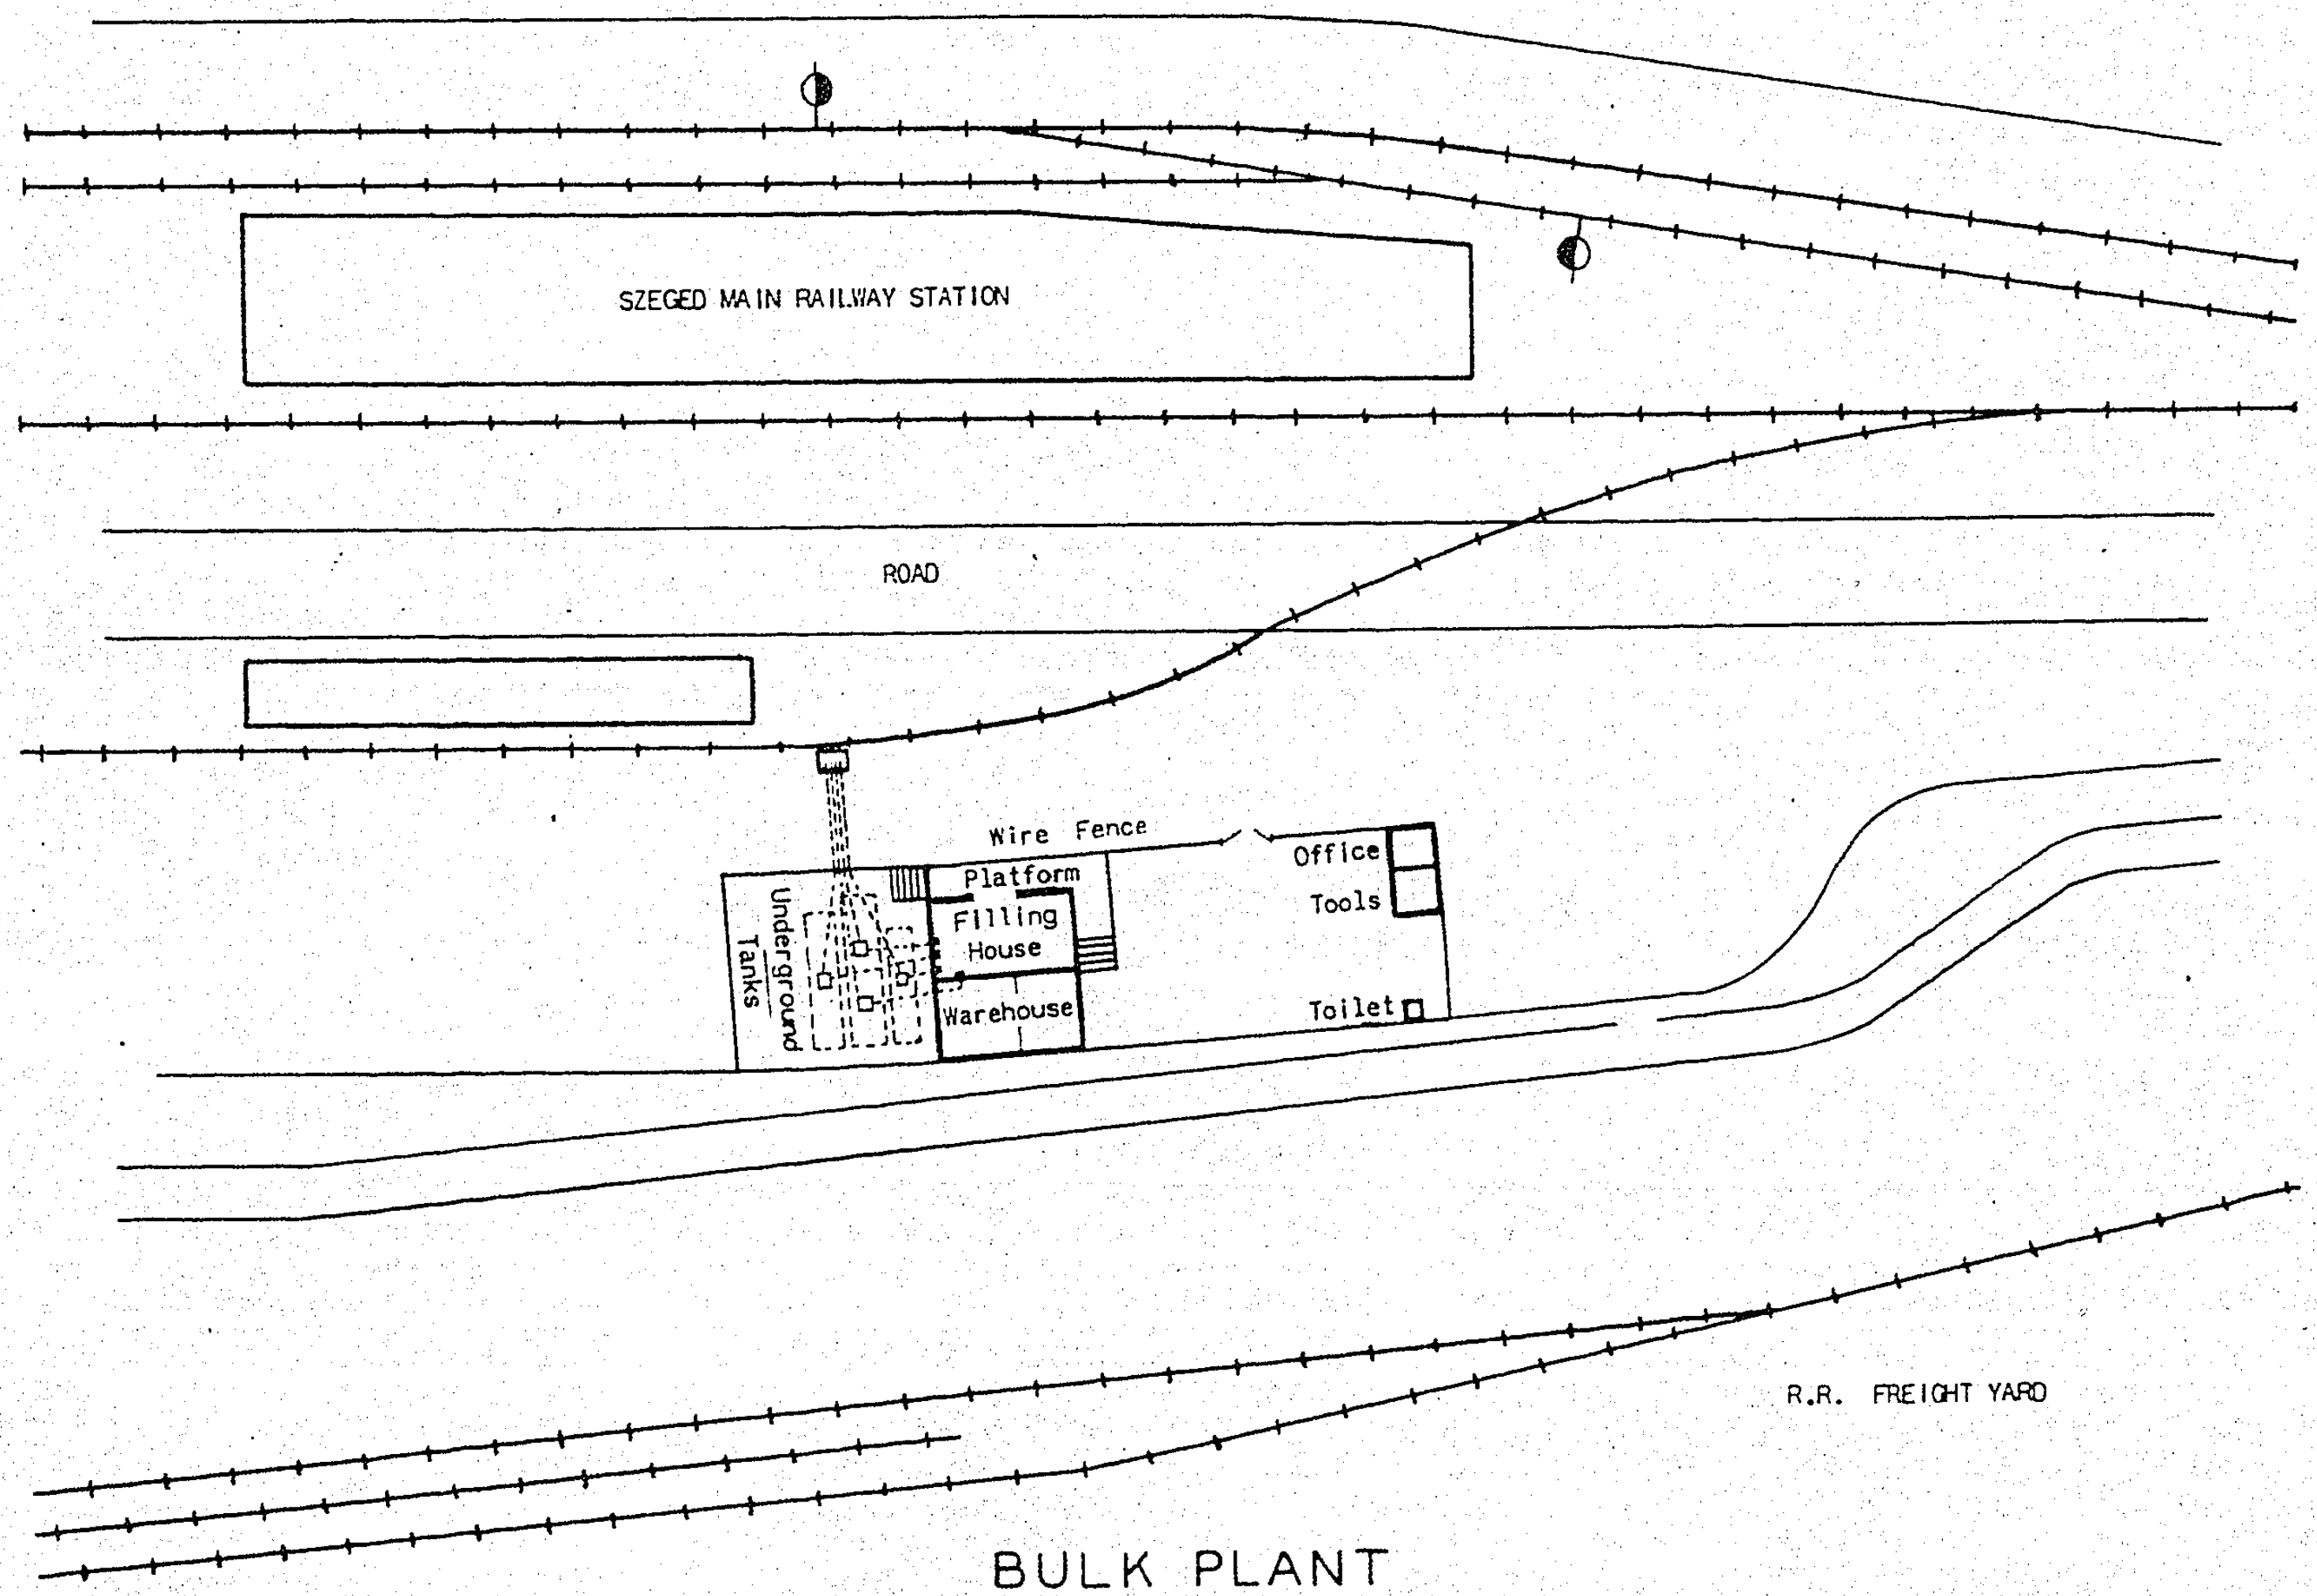 SZEGED MAIN RAILWAY STATION
ROAD
Wire Fence
Office
Platform
Tools
Filling
House
Underground
Tanks
Warehouse
Toilet
R.R. FREIGHT YARD
BULK PLANT